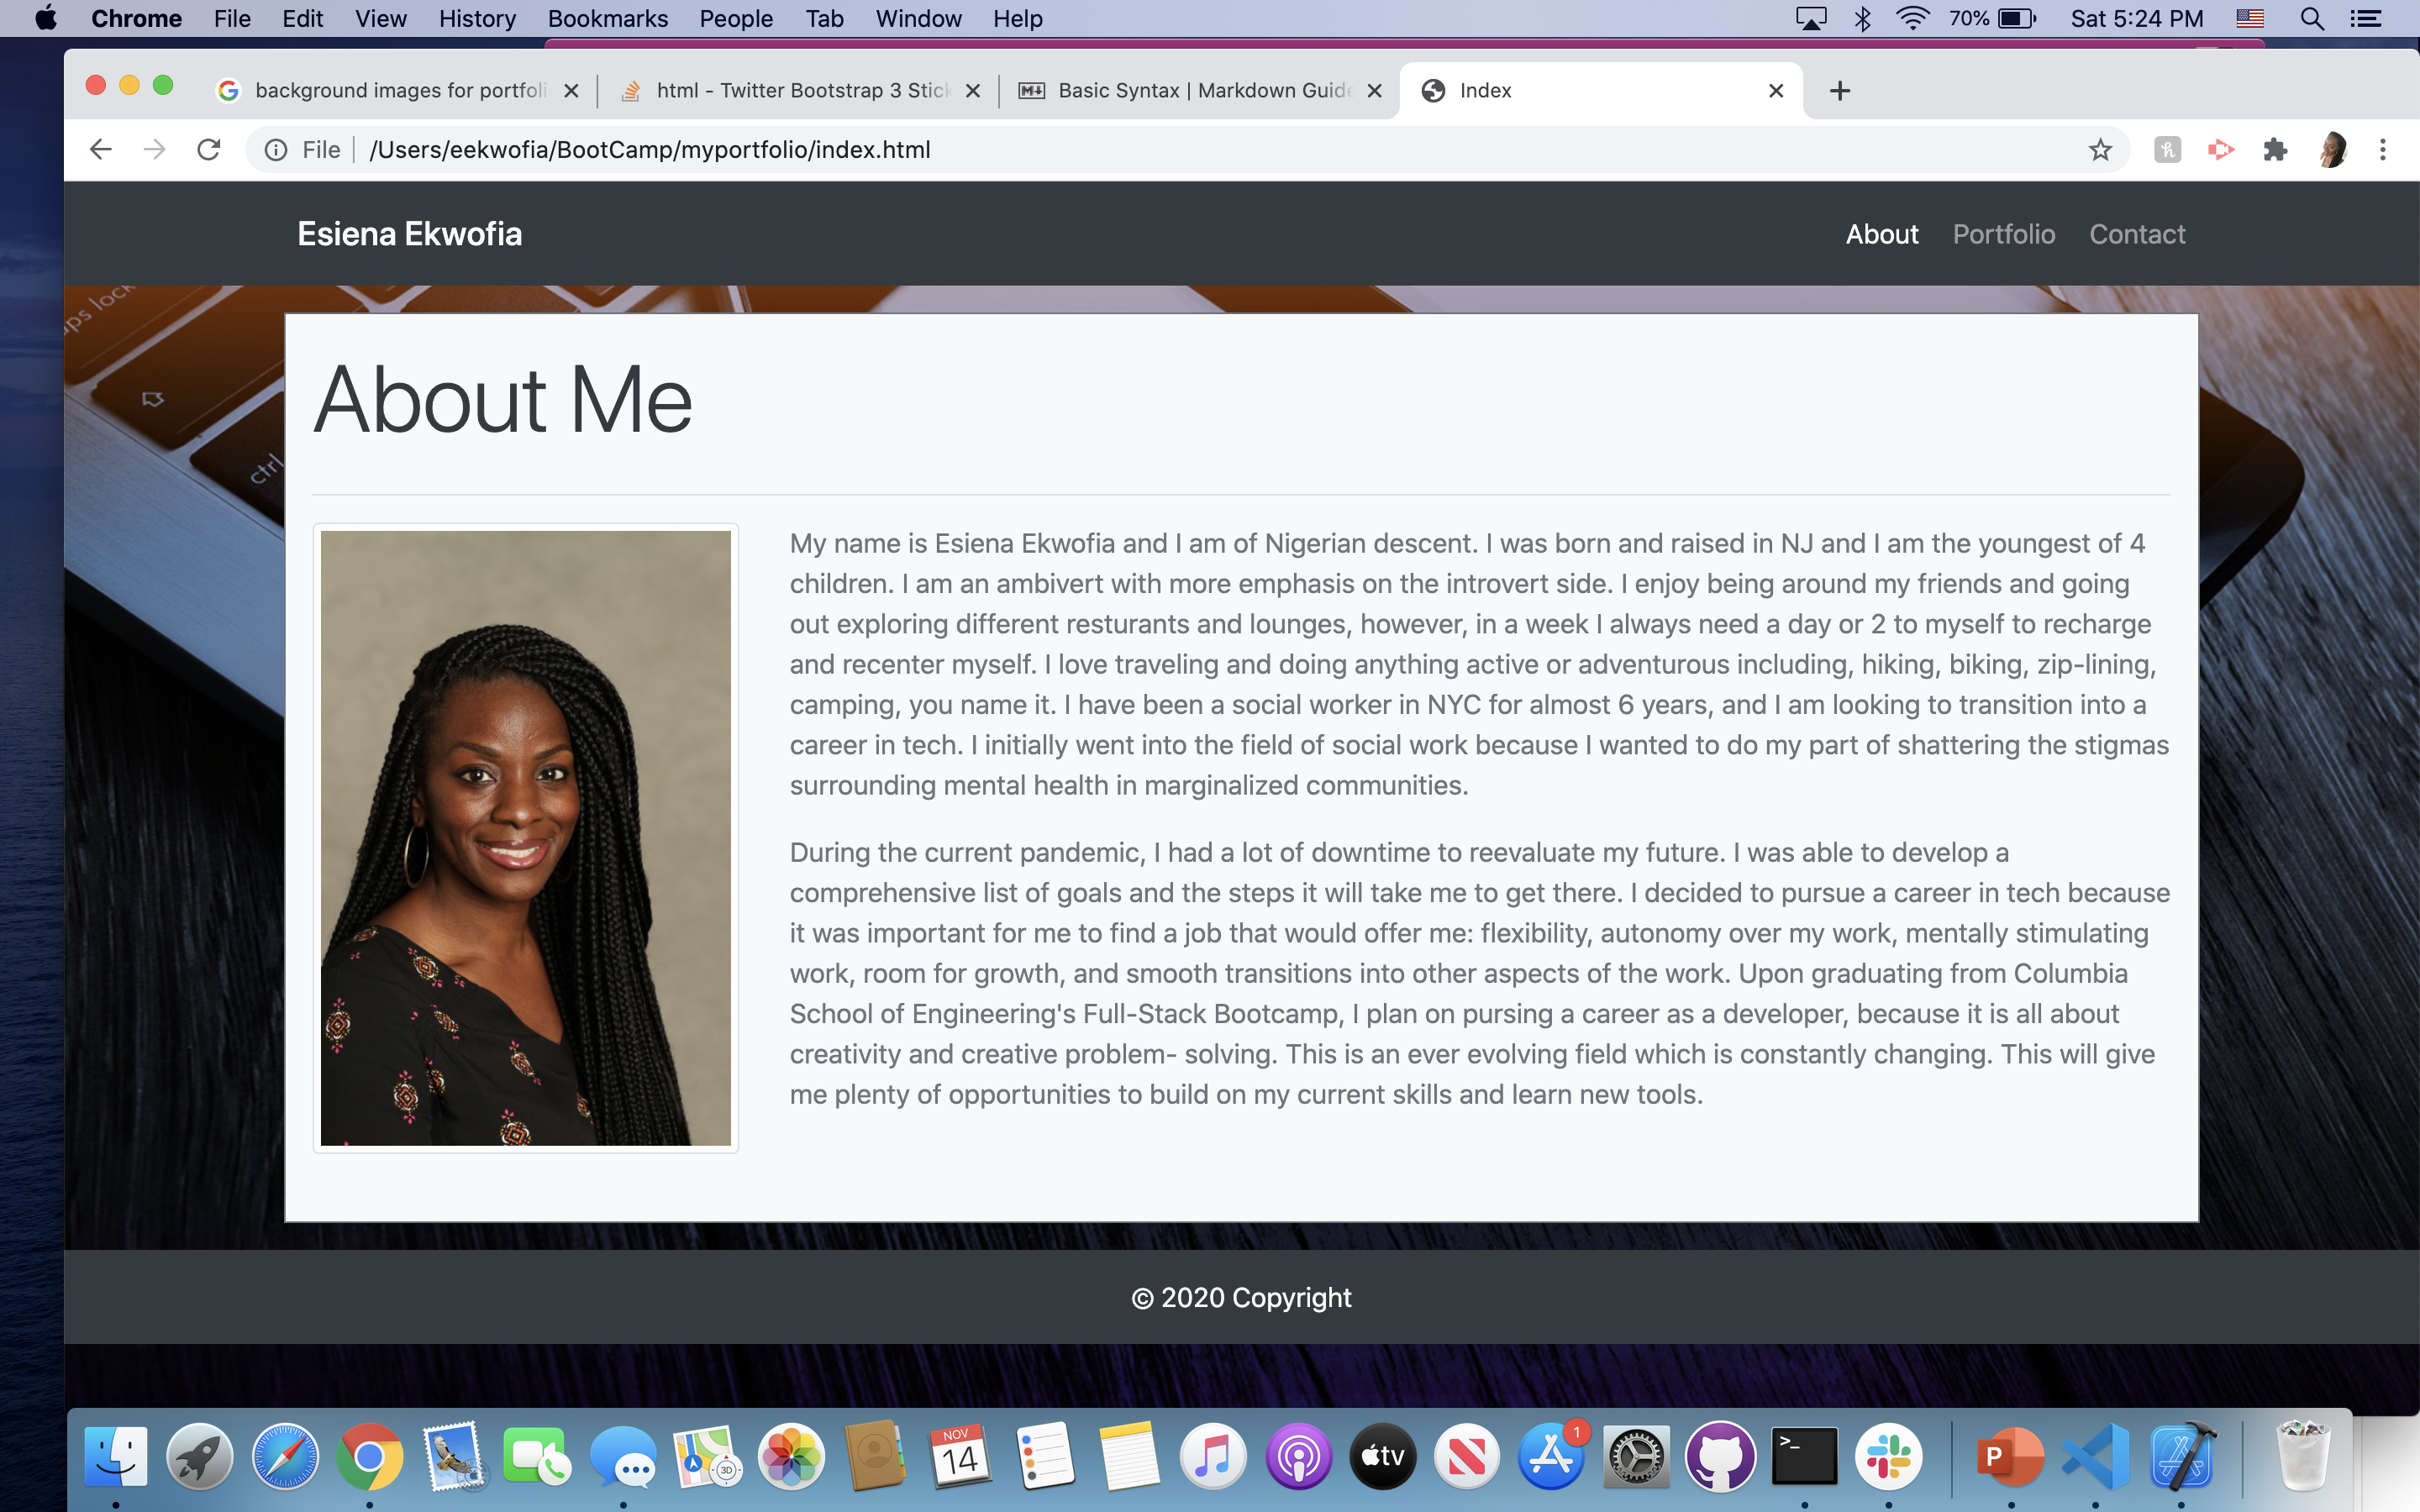 Chrome File Edit View History Bookmarks People Tab Window Help 70% Sat 5:24 PM
background images for portfoli html - Twitter Bootstrap 3 Stick Basic Syntax | Markdown Guide Index
File /Users/eekwofia/BootCamp/myportfolio/index.html
Esiena Ekwofia About Portfolio Contact
aps lock
ctrl
About Me
My name is Esiena Ekwofia and I am of Nigerian descent. I was born and raised in NJ and I am the youngest of 4
children. I am an ambivert with more emphasis on the introvert side. I enjoy being around my friends and going
out exploring different resturants and lounges, however, in a week I always need a day or 2 to myself to recharge
and recenter myself. I love traveling and doing anything active or adventurous including, hiking, biking, zip-lining,
camping, you name it. I have been a social worker in NYC for almost 6 years, and I am looking to transition into a
career in tech. I initially went into the field of social work because I wanted to do my part of shattering the stigmas
surrounding mental health in marginalized communities.
During the current pandemic, I had a lot of downtime to reevaluate my future. I was able to develop a
comprehensive list of goals and the steps it will take me to get there. I decided to pursue a career in tech because
it was important for me to find a job that would offer me: flexibility, autonomy over my work, mentally stimulating
work, room for growth, and smooth transitions into other aspects of the work. Upon graduating from Columbia
School of Engineering's Full-Stack Bootcamp, I plan on pursing a career as a developer, because it is all about
creativity and creative problem- solving. This is an ever evolving field which is constantly changing. This will give
me plenty of opportunities to build on my current skills and learn new tools.
© 2020 Copyright
NOV
14
3D
tv
1
>_
P